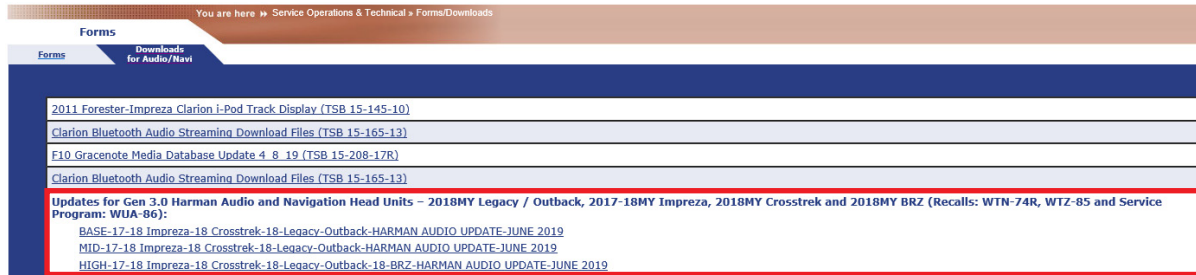 You are here » Service Operations & Technical » Forms/Downloads
Forms
Forms
Downloads
for Audio/Navi
2011 Forester-Impreza Clarion i-Pod Track Display (TSB 15-145-10)
Clarion Bluetooth Audio Streaming Download Files (TSB 15-165-13)
F10 Gracenote Media Database Update 4_8_19 (TSB 15-208-17R)
Clarion Bluetooth Audio Streaming Download Files (TSB 15-165-13)
Updates for Gen 3.0 Harman Audio and Navigation Head Units – 2018MY Legacy / Outback, 2017-18MY Impreza, 2018MY Crosstrek and 2018MY BRZ (Recalls: WTN-74R, WTZ-85 and Service
Program: WUA-86):
BASE-17-18 Impreza-18 Crosstrek-18-Legacy-Outback-HARMAN AUDIO UPDATE-JUNE 2019
MID-17-18 Impreza-18 Crosstrek-18-Legacy-Outback-HARMAN AUDIO UPDATE-JUNE 2019
HIGH-17-18 Impreza-18 Crosstrek-18-Legacy-Outback-18-BRZ-HARMAN AUDIO UPDATE-JUNE 2019